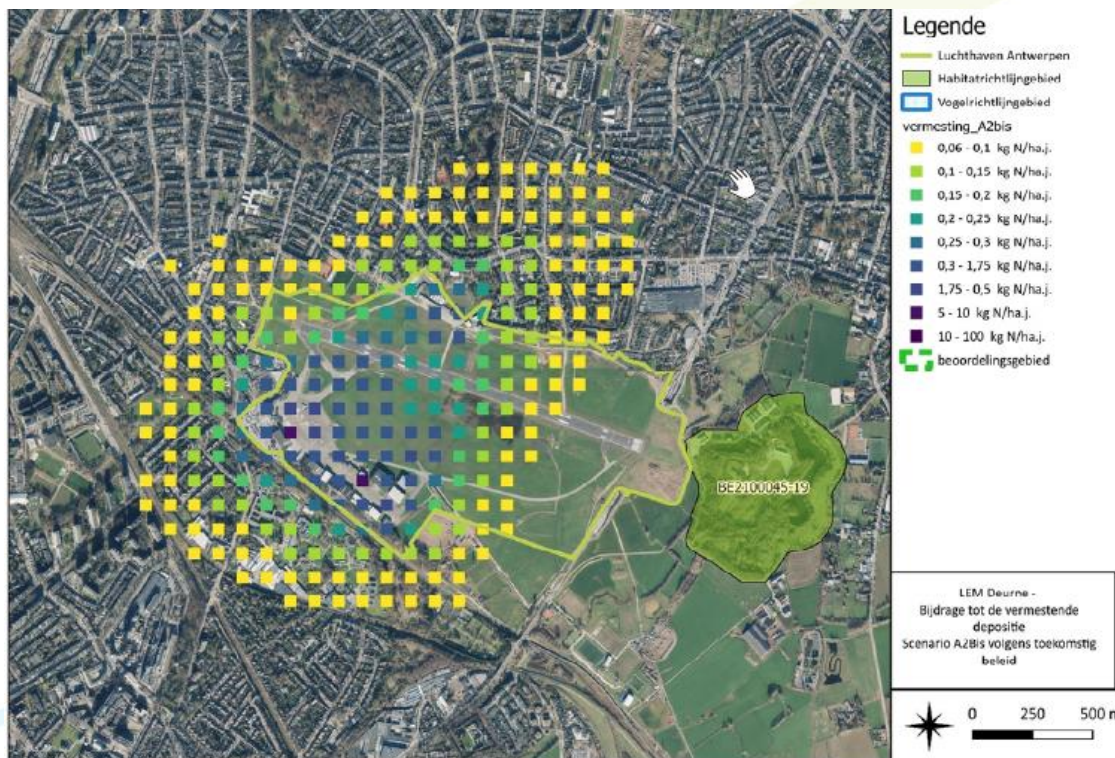 Legende
Luchthaven Antwerpen
Habitatrichtlijngebied
Vogelrichtlijngebied
vermesting_A2bis
0,06 - 0,1 kg N/ha.j.
0,1 - 0,15 kg N/ha.j.
0,15 - 0,2 kg N/ha.j.
0,2 - 0,25 kg N/ha.j.
0,25 - 0,3 kg N/ha.j.
0,3 - 1,75 kg N/ha.j.
1,75 - 0,5 kg N/ha.j.
5 - 10 kg N/ha.j.
10 - 100 kg N/ha.j.
beoordelingsgebied
BE2100045-19
LEM Deurne -
Bijdrage tot de vermestende
depositie
Scenario A2Bis volgens toekomstig
beleid
0 250 500 m